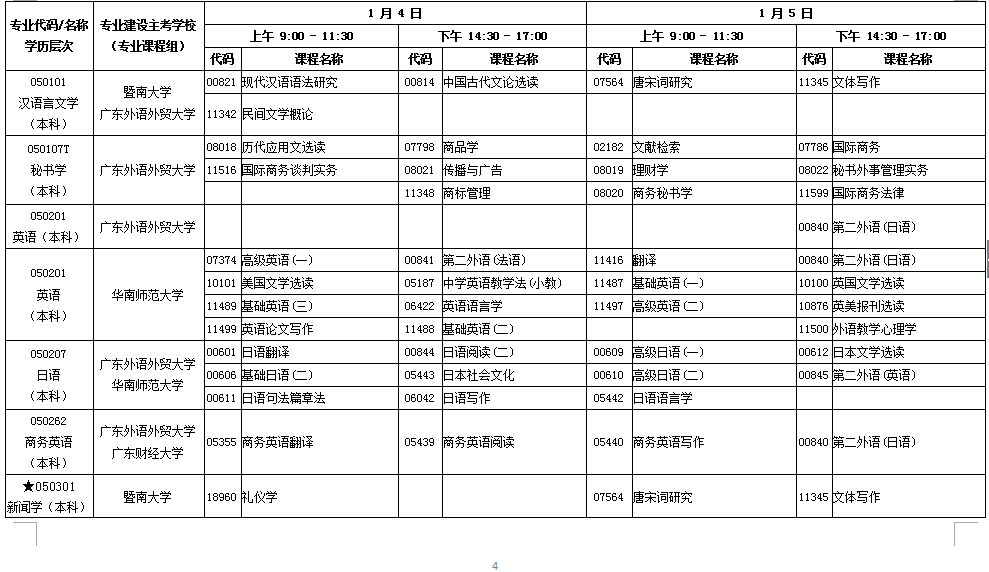 专业代码/名称 专业建设主考学校 1 月 4 日 1 月 5 日
学历层次 （专业课程组） 上午 9:00 - 11:30 下午 14:30 - 17:00 上午 9:00 - 11:30 下午 14:30 - 17:00
代码 课程名称 代码 课程名称 代码 课程名称 代码 课程名称
050101
汉语言文学
（本科）
暨南大学
广东外语外贸大学
00821 现代汉语语法研究 00814 中国古代文论选读 07564 唐宋词研究 11345 文体写作
11342 民间文学概论
050107T
秘书学
（本科）
广东外语外贸大学
08018 历代应用文选读 07798 商品学 02182 文献检索 07786 国际商务
11516 国际商务谈判实务 08021 传播与广告 08019 理财学 08022 秘书外事管理实务
11348 商标管理 08020 商务秘书学 11599 国际商务法律
050201
英语（本科）
广东外语外贸大学
00840 第二外语(日语)
050201
英语
（本科）
华南师范大学
07374 高级英语(一) 00841 第二外语(法语) 11416 翻译 00840 第二外语(日语)
10101 美国文学选读 05187 中学英语教学法(小教) 11487 基础英语(一) 10100 英国文学选读
11489 基础英语(三) 06422 英语语言学 11497 高级英语(二) 10876 英美报刊选读
11499 英语论文写作 11488 基础英语(二) 11500 外语教学心理学
050207
日语
（本科）
广东外语外贸大学
华南师范大学
00601 日语翻译 00844 日语阅读(二) 00609 高级日语(一) 00612 日本文学选读
00606 基础日语(二) 05443 日本社会文化 00610 高级日语(二) 00845 第二外语(英语)
00611 日语句法篇章法 06042 日语写作 05442 日语语言学
050262
商务英语
（本科）
广东外语外贸大学
广东财经大学
05355 商务英语翻译 05439 商务英语阅读 05440 商务英语写作 00840 第二外语(日语)
★050301
新闻学（本科）
暨南大学
18960 礼仪学 07564 唐宋词研究 11345 文体写作
4